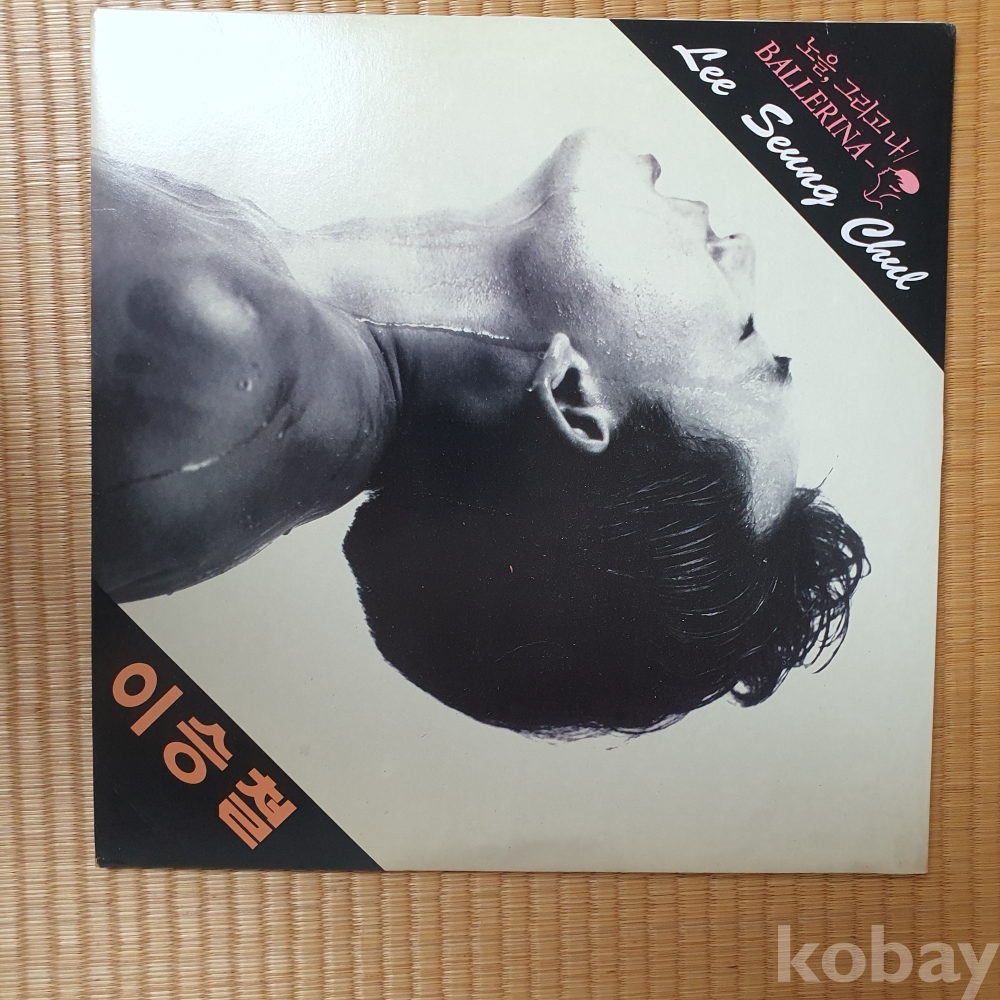 노을, 그리고 나!
BALLERINA-
Lee Seung Chul
이승철
kobay